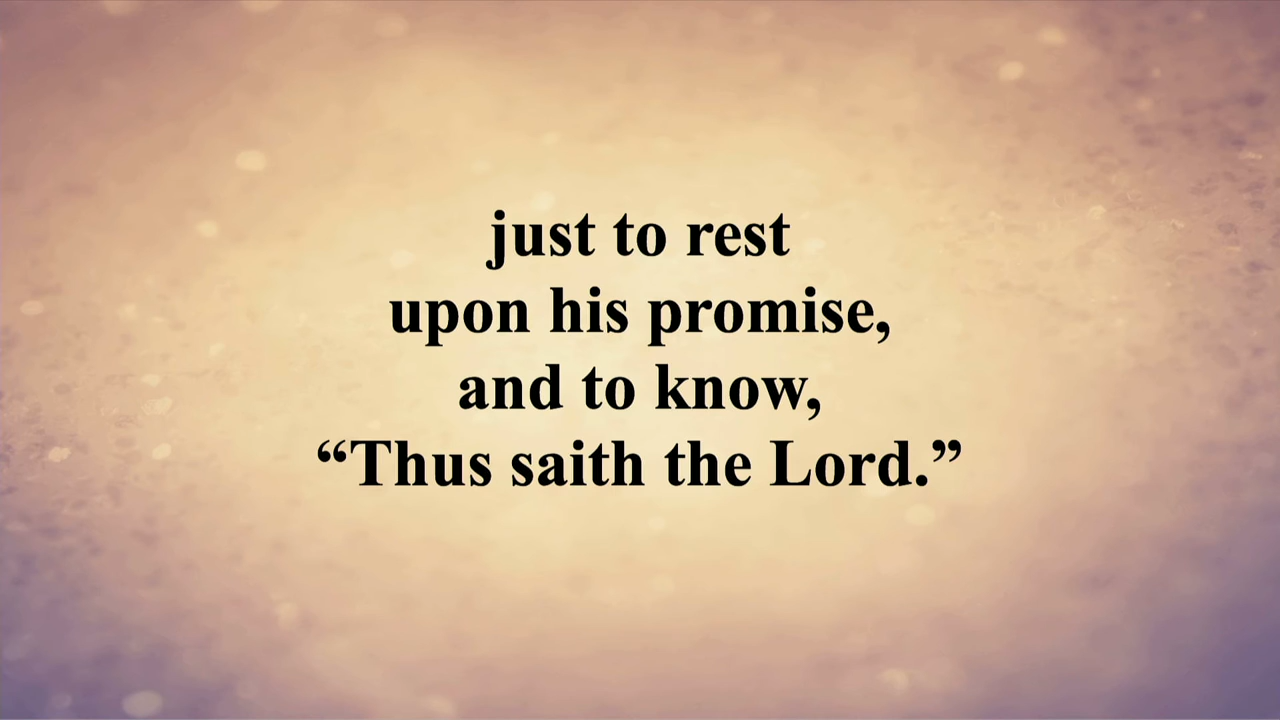 just to rest
upon his promise,
and to know,
“Thus saith the Lord.”